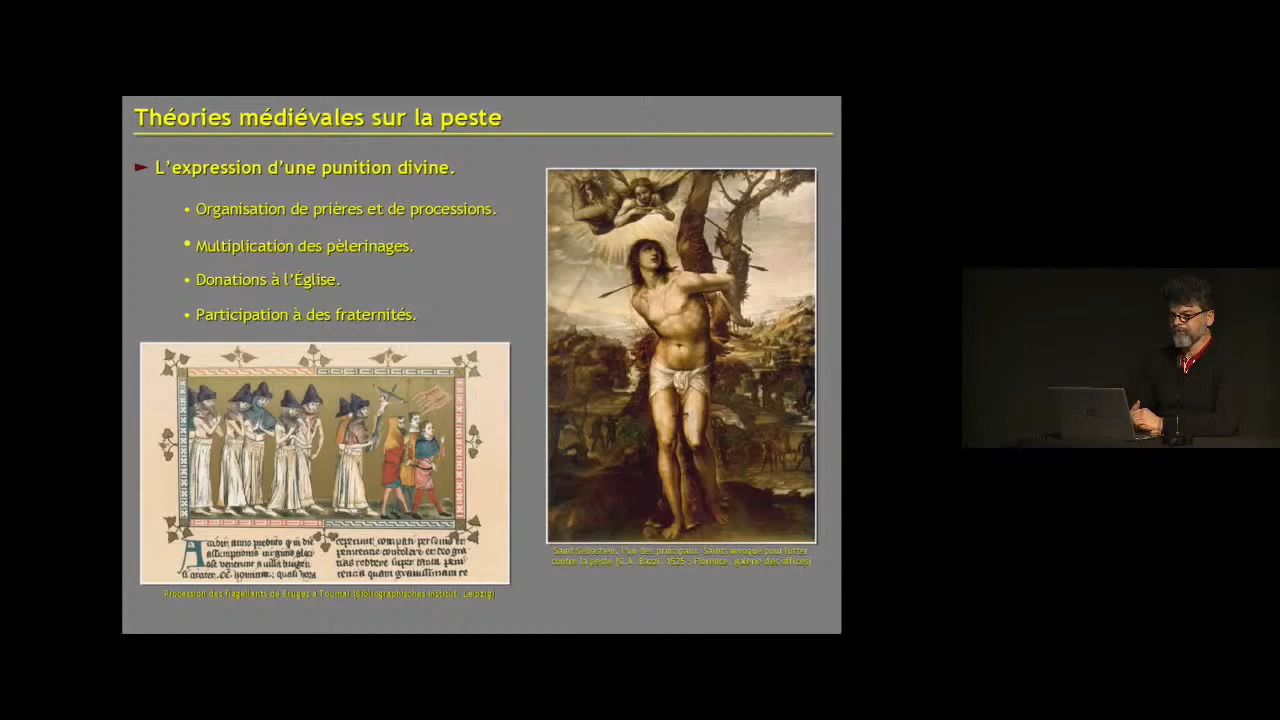 Théories médiévales sur la peste
► L'expression d'une punition divine.
• Organisation de prières et de processions.
• Multiplication des pèlerinages.
• Donations à l'Église.
• Participation à des fraternités.
Saint Sébastien, l'un des principaux Saints invoqué pour lutter
contre la peste (G.A. Bazzi, 1525 : Florence, galerie des offices)
Procession des flagellants de Bruges à Tournai (Bibliographisches Institut, Leipzig)